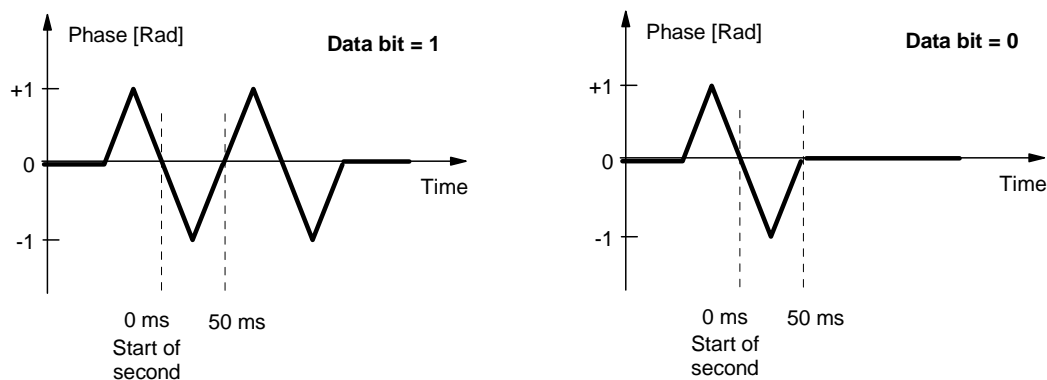 Phase [Rad]
Data bit = 1
+1
0
-1
Time
0 ms
50 ms
Start of
second
Phase [Rad]
Data bit = 0
+1
0
-1
Time
0 ms
50 ms
Start of
second